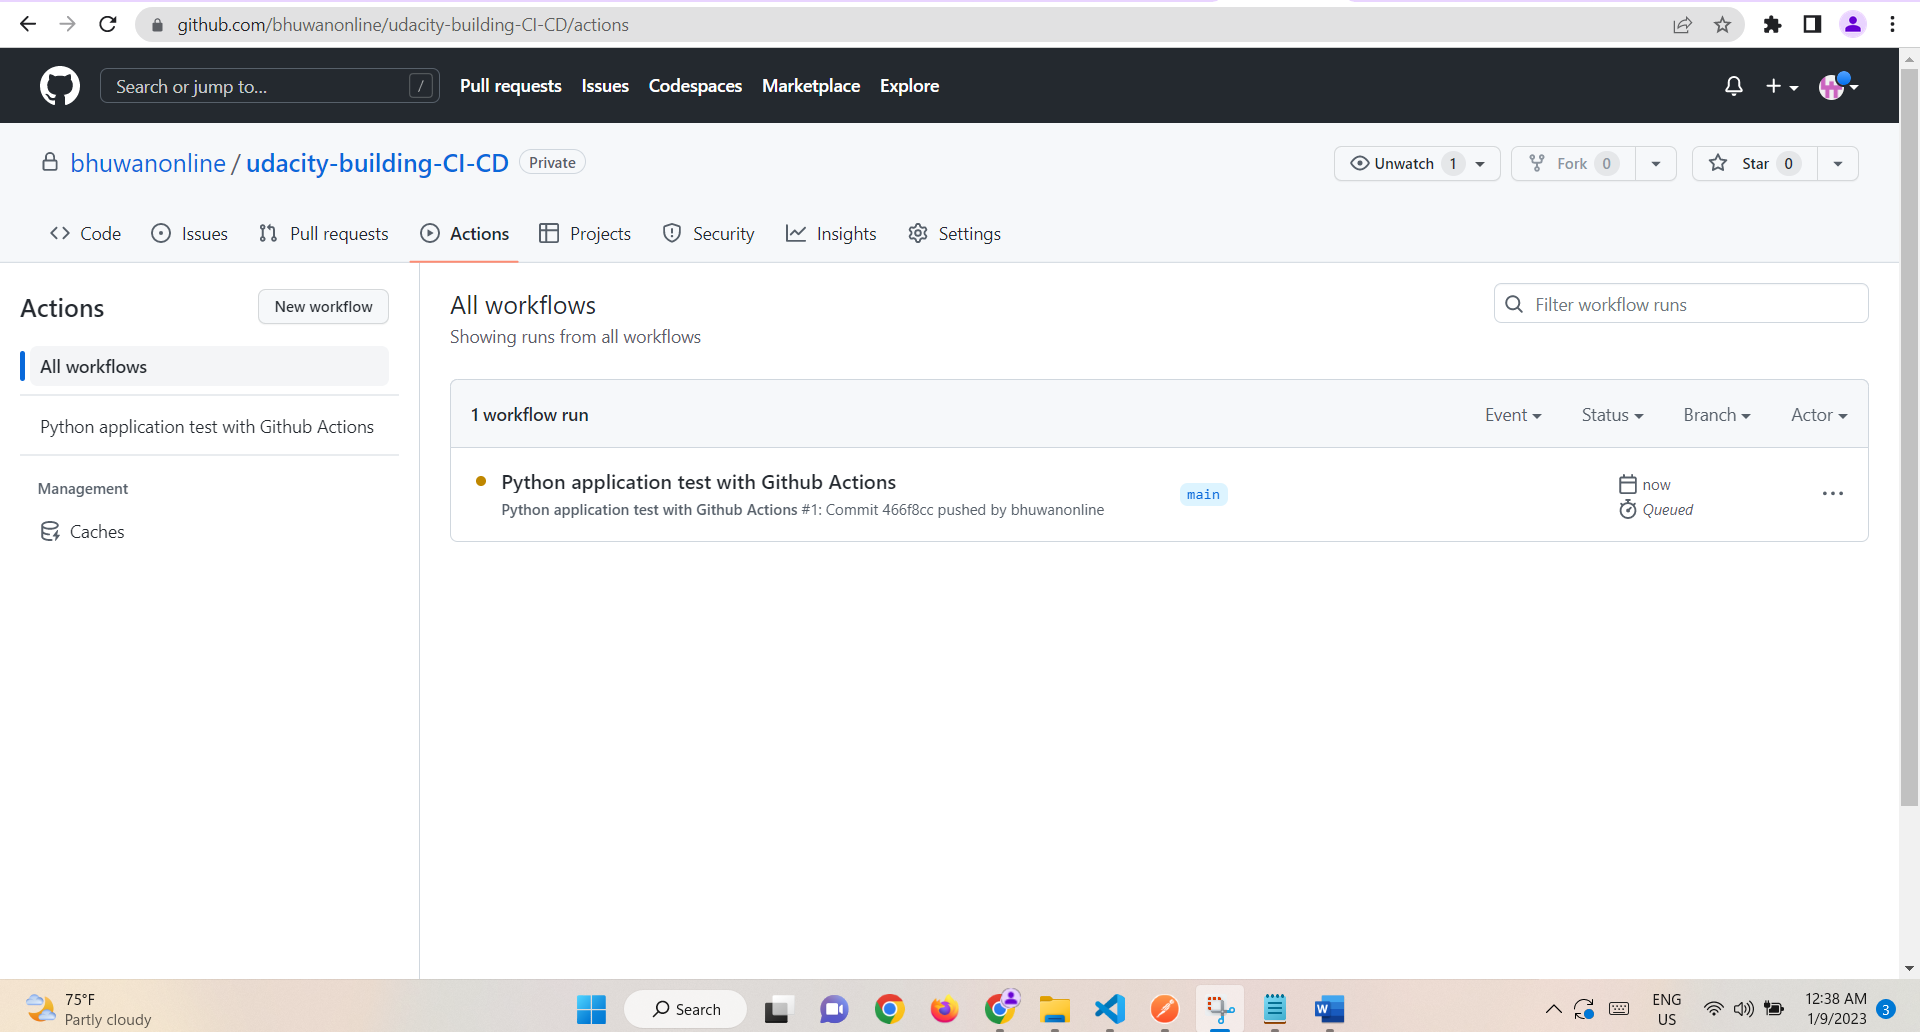 github.com/bhuwanonline/udacity-building-CI-CD/actions
Search or jump to... /
Pull requests Issues Codespaces Marketplace Explore
bhuwanonline / udacity-building-CI-CD Private
Unwatch 1 Fork 0 Star 0
Code Issues Pull requests Actions Projects Security Insights Settings
Actions New workflow
All workflows
Python application test with Github Actions
Management
Caches
All workflows
Showing runs from all workflows
Filter workflow runs
1 workflow run Event Status Branch Actor
Python application test with Github Actions
Python application test with Github Actions #1: Commit 466f8cc pushed by bhuwanonline
main
now
Queued
75°F
Partly cloudy
Search
ENG
US
12:38 AM
1/9/2023
3